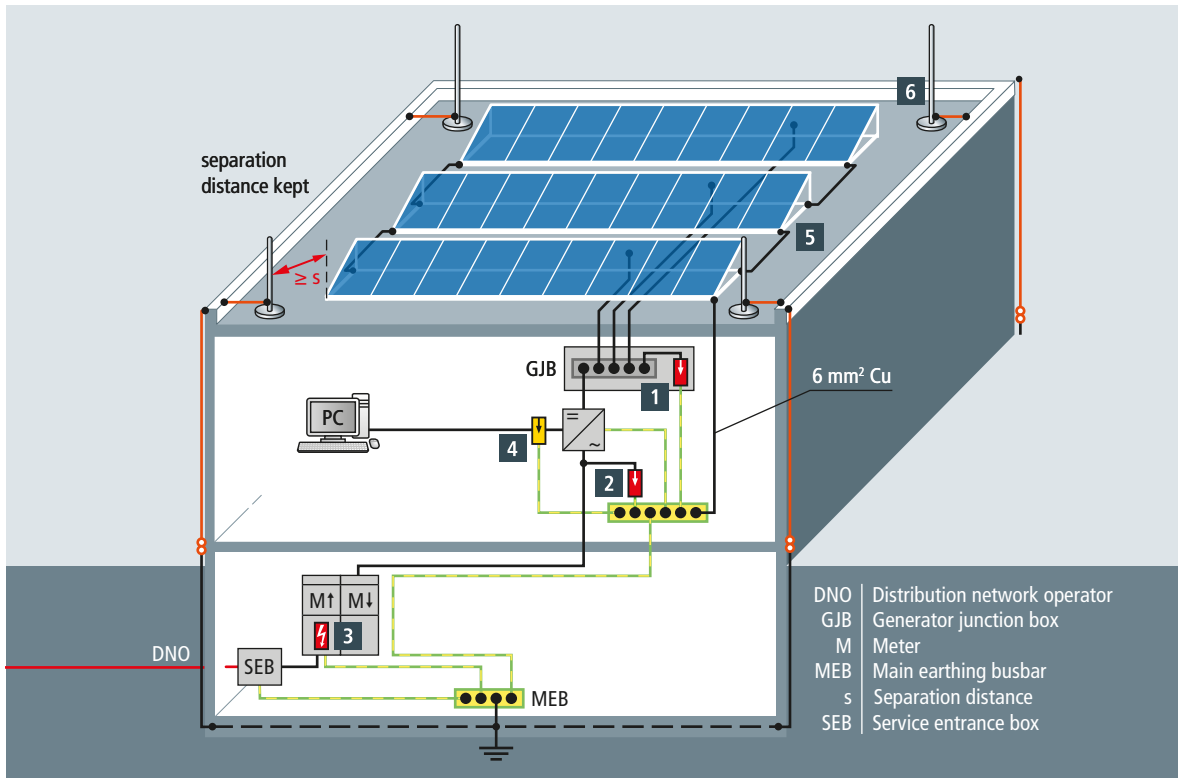 6
separation
distance kept
≥ s
5
GJB
1
6 mm² Cu
PC
=
~
4
2
M↑ M↓
3
DNO
SEB
MEB
DNO Distribution network operator
GJB Generator junction box
M Meter
MEB Main earthing busbar
s Separation distance
SEB Service entrance box